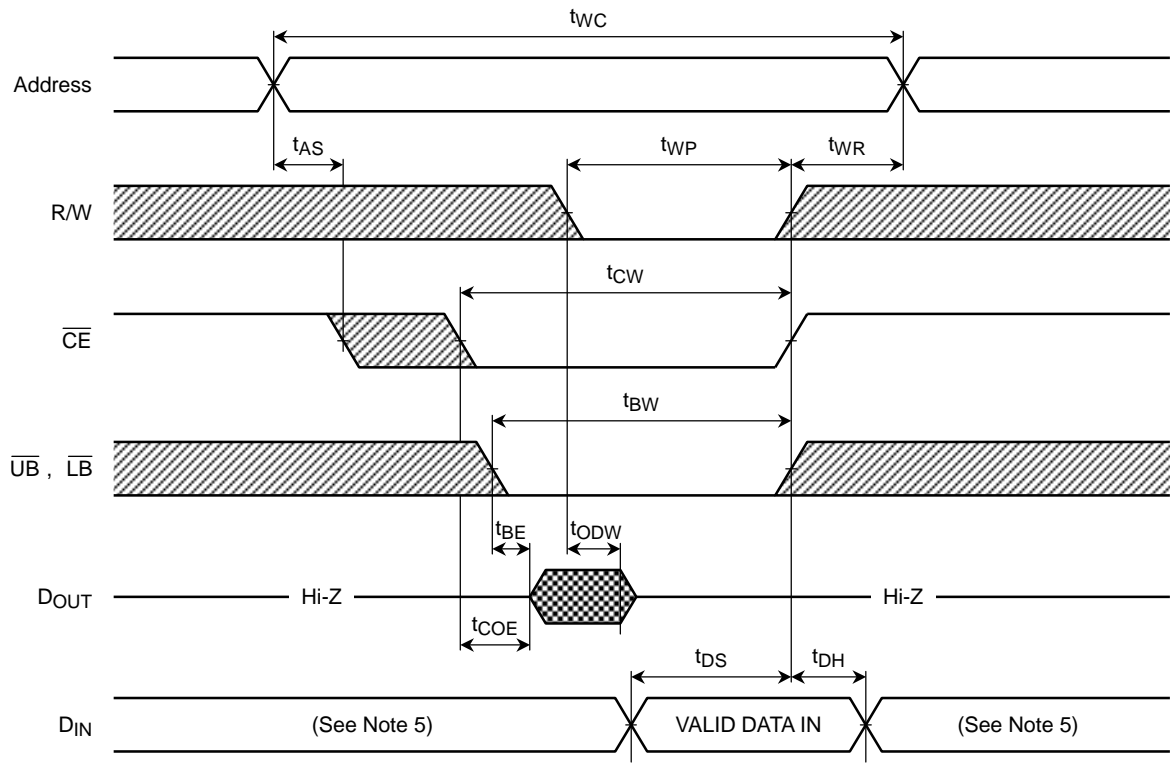 tWC
Address
tAS
tWP
tWR
R/W
tCW
CE
tBW
UB , LB
tBE
tODW
DOUT
Hi-Z
Hi-Z
tCOE
tDS
tDH
DIN
(See Note 5)
VALID DATA IN
(See Note 5)